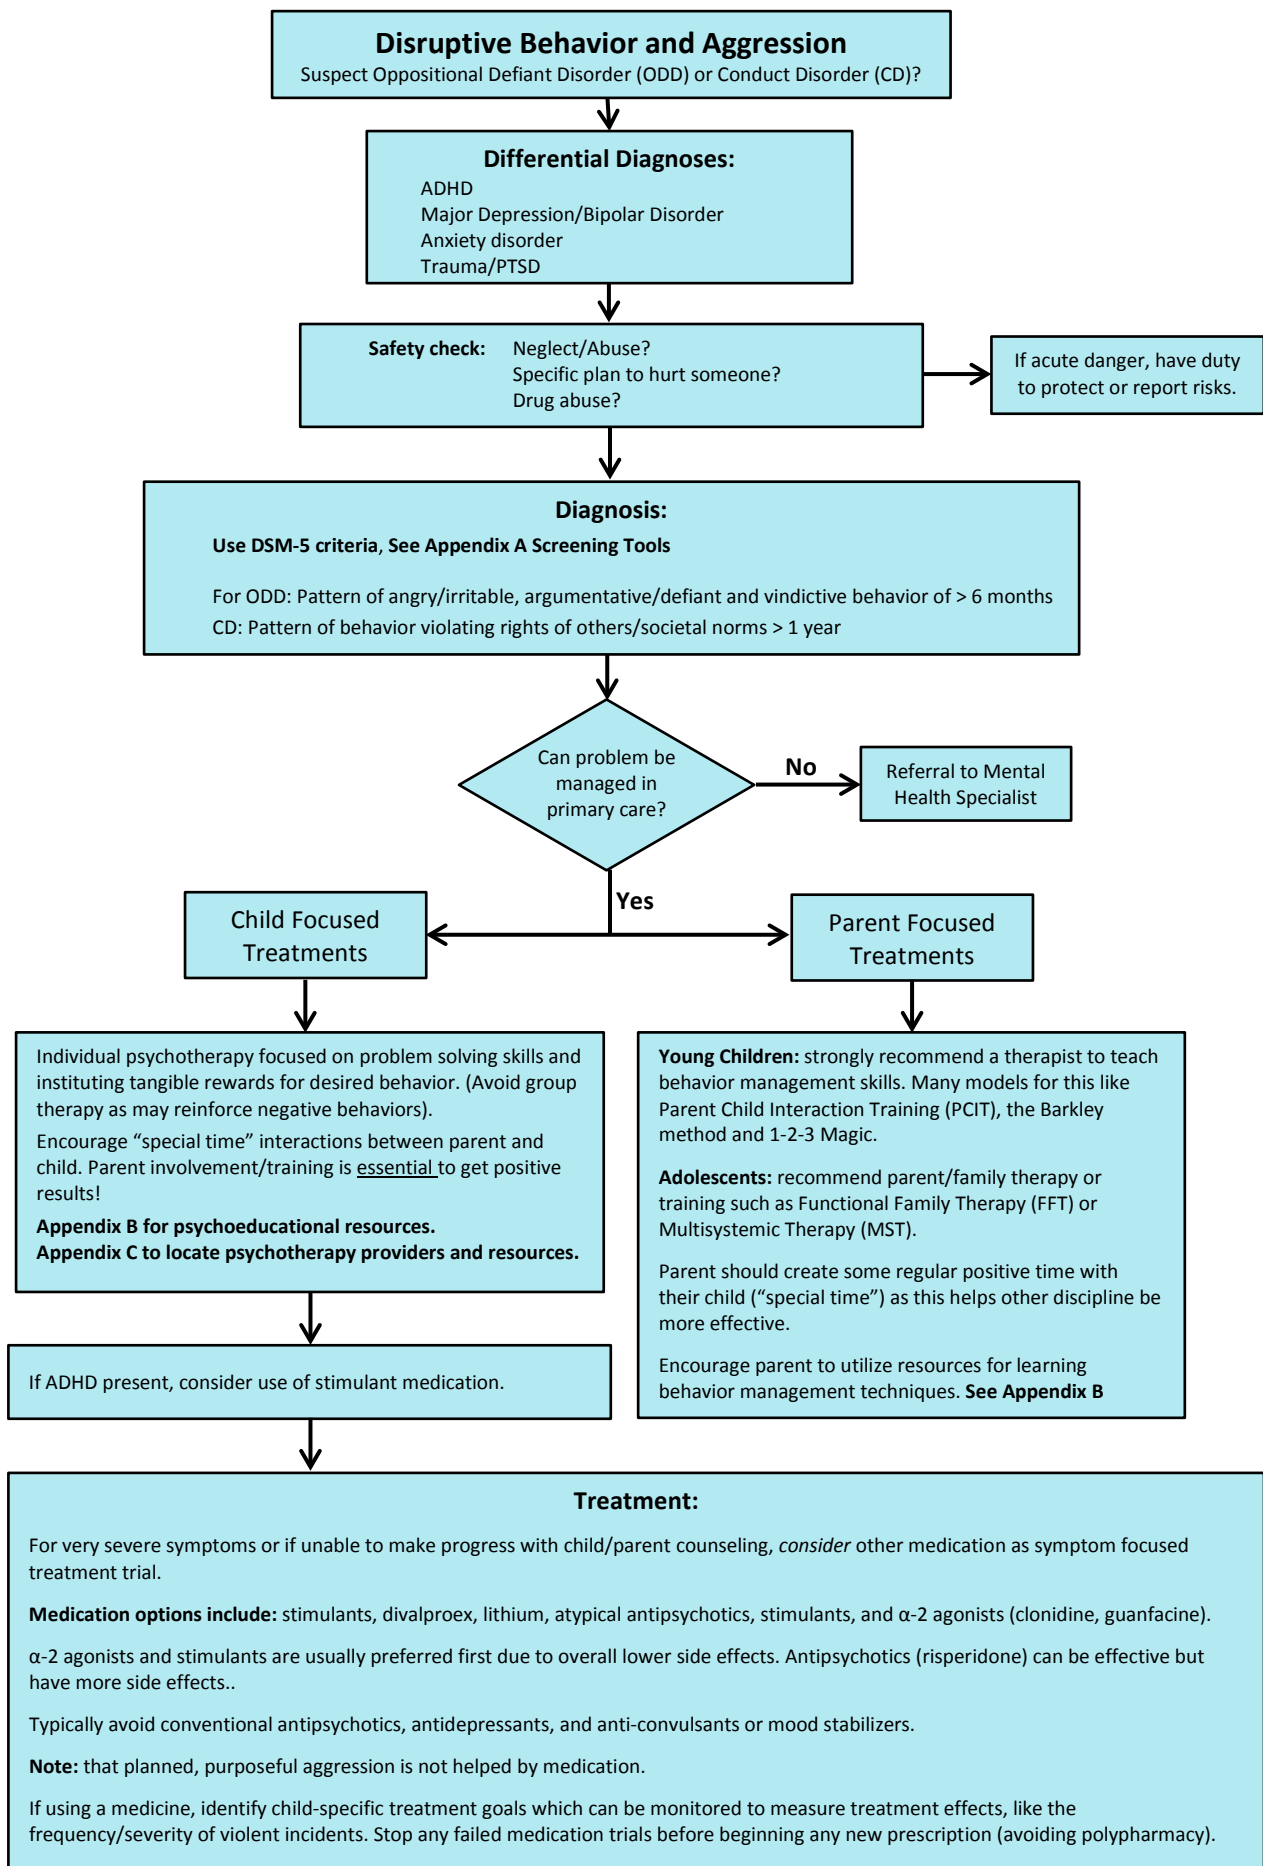 Disruptive Behavior and Aggression
Suspect Oppositional Defiant Disorder (ODD) or Conduct Disorder (CD)?
Differential Diagnoses:
ADHD
Major Depression/Bipolar Disorder
Anxiety disorder
Trauma/PTSD
Safety check: Neglect/Abuse?
Specific plan to hurt someone?
Drug abuse?
If acute danger, have duty
to protect or report risks.
Diagnosis:
Use DSM-5 criteria, See Appendix A Screening Tools
For ODD: Pattern of angry/irritable, argumentative/defiant and vindictive behavior of > 6 months
CD: Pattern of behavior violating rights of others/societal norms > 1 year
Can problem be
managed in
primary care?
No
Referral to Mental
Health Specialist
Yes
Child Focused
Treatments
Parent Focused
Treatments
Individual psychotherapy focused on problem solving skills and
instituting tangible rewards for desired behavior. (Avoid group
therapy as may reinforce negative behaviors).
Encourage “special time” interactions between parent and
child. Parent involvement/training is essential to get positive
results!
Appendix B for psychoeducational resources.
Appendix C to locate psychotherapy providers and resources.
Young Children: strongly recommend a therapist to teach
behavior management skills. Many models for this like
Parent Child Interaction Training (PCIT), the Barkley
method and 1-2-3 Magic.
Adolescents: recommend parent/family therapy or
training such as Functional Family Therapy (FFT) or
Multisystemic Therapy (MST).
Parent should create some regular positive time with
their child (“special time”) as this helps other discipline be
more effective.
Encourage parent to utilize resources for learning
behavior management techniques. See Appendix B
If ADHD present, consider use of stimulant medication.
Treatment:
For very severe symptoms or if unable to make progress with child/parent counseling, consider other medication as symptom focused
treatment trial.
Medication options include: stimulants, divalproex, lithium, atypical antipsychotics, stimulants, and α-2 agonists (clonidine, guanfacine).
α-2 agonists and stimulants are usually preferred first due to overall lower side effects. Antipsychotics (risperidone) can be effective but
have more side effects..
Typically avoid conventional antipsychotics, antidepressants, and anti-convulsants or mood stabilizers.
Note: that planned, purposeful aggression is not helped by medication.
If using a medicine, identify child-specific treatment goals which can be monitored to measure treatment effects, like the
frequency/severity of violent incidents. Stop any failed medication trials before beginning any new prescription (avoiding polypharmacy).